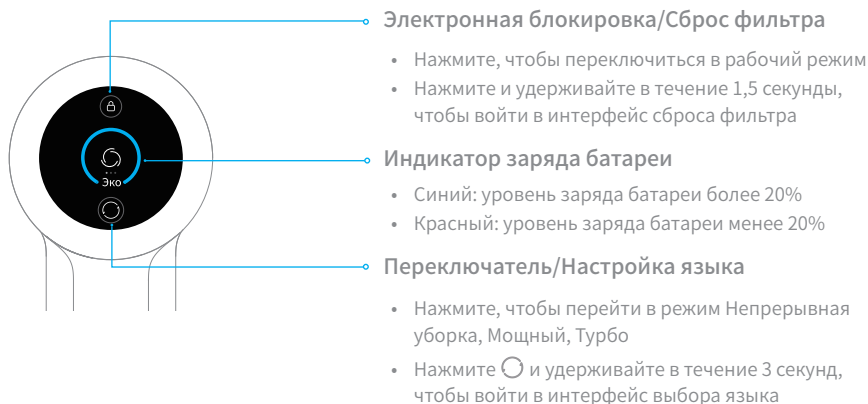 Электронная блокировка/Сброс фильтра
• Нажмите, чтобы переключиться в рабочий режим
• Нажмите и удерживайте в течение 1,5 секунды,
чтобы войти в интерфейс сброса фильтра
Эко
Индикатор заряда батареи
• Синий: уровень заряда батареи более 20%
• Красный: уровень заряда батареи менее 20%
Переключатель/Настройка языка
• Нажмите, чтобы перейти в режим Непрерывная
уборка, Мощный, Турбо
• Нажмите и удерживайте в течение 3 секунд,
чтобы войти в интерфейс выбора языка